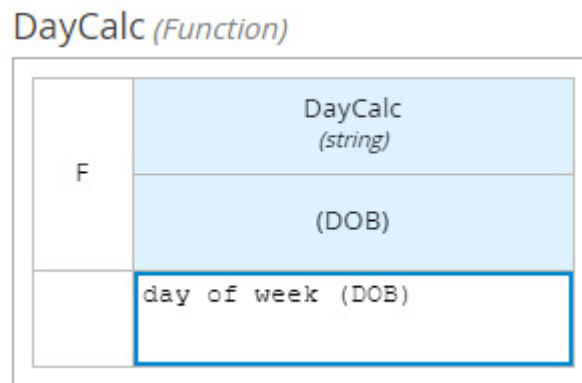 DayCalc (Function)
DayCalc
(string)
F
(DOB)
day of week (DOB)